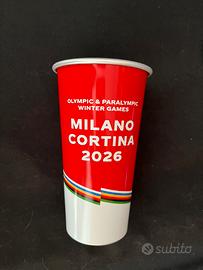 OLYMPIC & PARALYMPIC
WINTER GAMES
MILANO
CORTINA
2026
subito